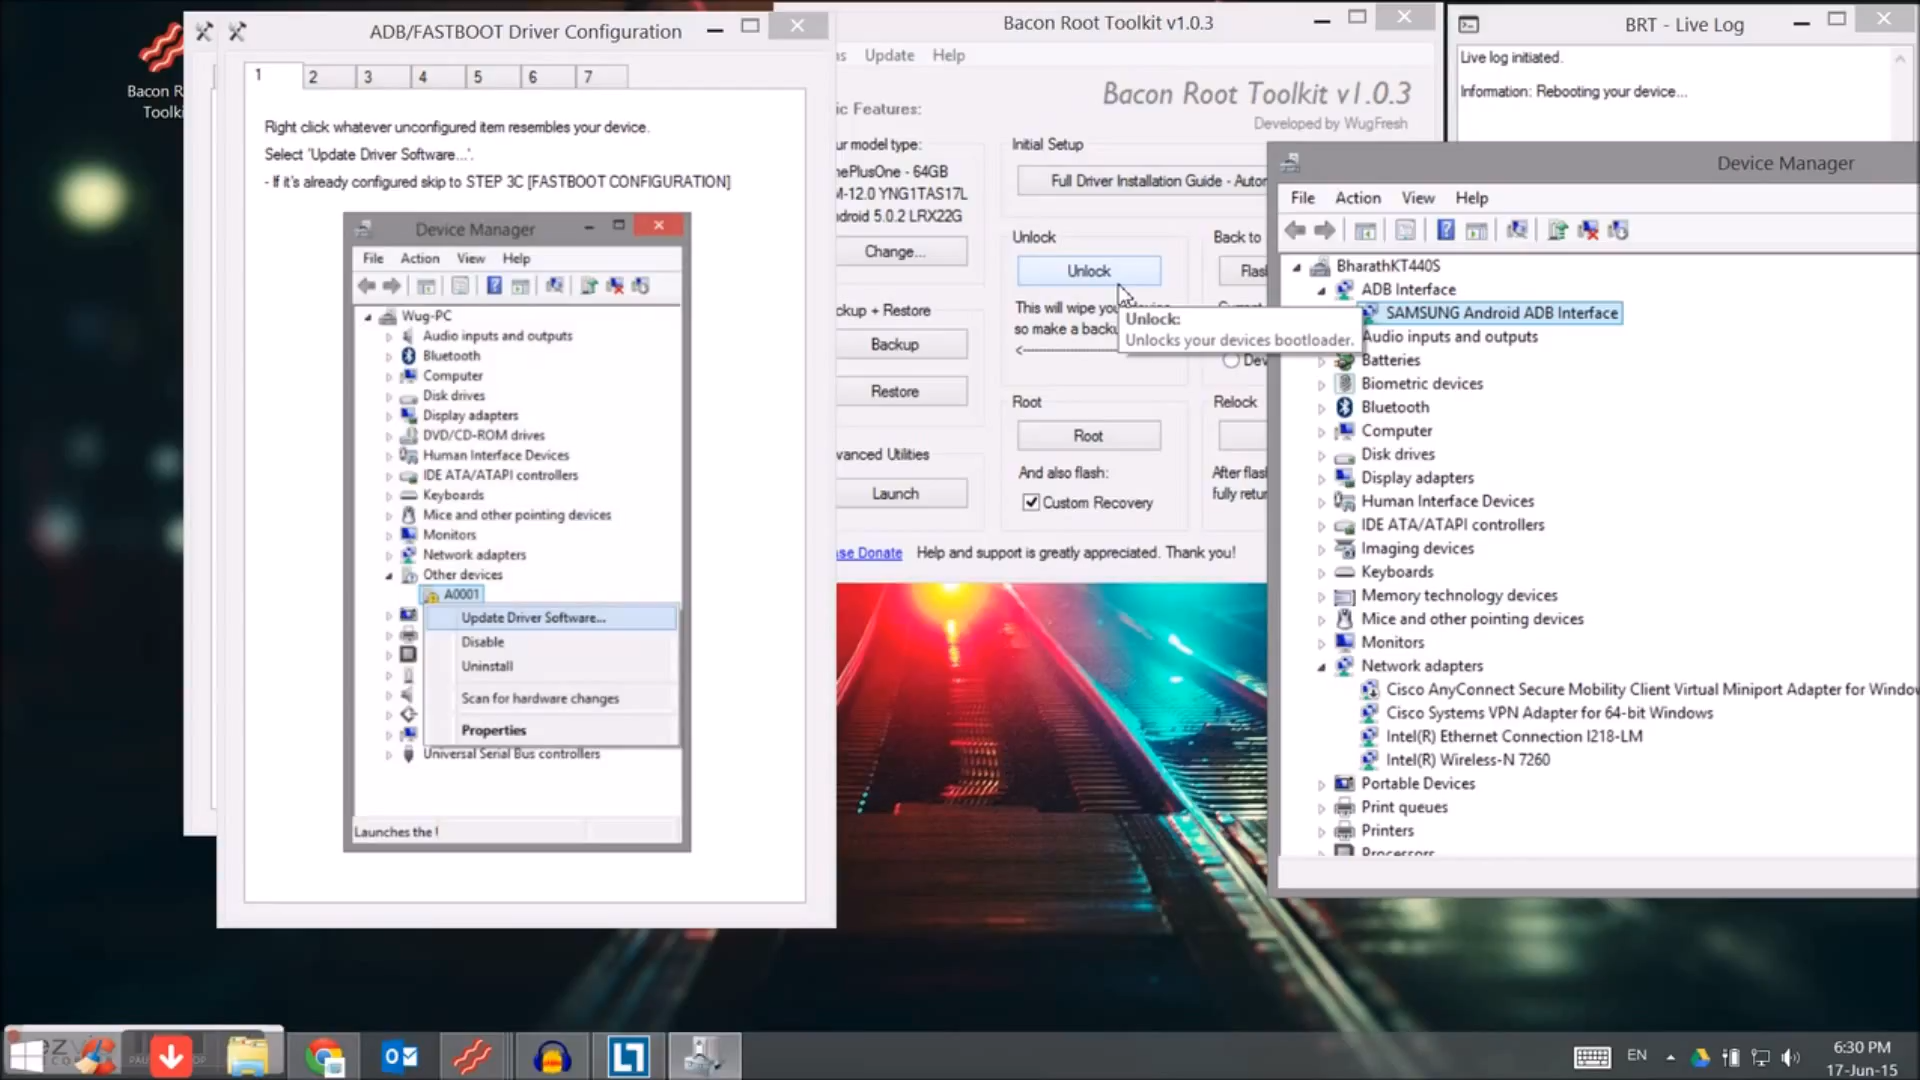 Bacon R
Toolki
ADB/FASTBOOT Driver Configuration
1
2
3
4
5
6
7
Right click whatever unconfigured item resembles your device.
Select 'Update Driver Software...'.
- If it's already configured skip to STEP 3C [FASTBOOT CONFIGURATION]
Device Manager
File Action View Help
Wug-PC
Audio inputs and outputs
Bluetooth
Computer
Disk drives
Display adapters
DVD/CD-ROM drives
Human Interface Devices
IDE ATA/ATAPI controllers
Keyboards
Mice and other pointing devices
Monitors
Network adapters
Other devices
A0001
Update Driver Software...
Disable
Uninstall
Scan for hardware changes
Properties
Universal Serial Bus controllers
Launches the
Bacon Root Toolkit v1.0.3
ns Update Help
Bacon Root Toolkit v1.0.3
Developed by WugFresh
ic Features:
ur model type:
nePlusOne - 64GB
M-12.0 YNG1TAS17L
ndroid 5.0.2 LRX22G
Change...
ckup + Restore
Backup
Restore
vanced Utilities
Launch
Initial Setup
Full Driver Installation Guide - Autor
Unlock
Unlock
This will wipe you
so make a backu
Unlock:
Unlocks your devices bootloader.
Back to
Flas
Dev
Root
Root
And also flash:
Custom Recovery
Relock
After flas
fully retur
se Donate Help and support is greatly appreciated. Thank you!
BRT - Live Log
Live log initiated.
Information: Rebooting your device...
Device Manager
File Action View Help
BharathKT440S
ADB Interface
SAMSUNG Android ADB Interface
Audio inputs and outputs
Batteries
Biometric devices
Bluetooth
Computer
Disk drives
Display adapters
Human Interface Devices
IDE ATA/ATAPI controllers
Imaging devices
Keyboards
Memory technology devices
Mice and other pointing devices
Monitors
Network adapters
Cisco AnyConnect Secure Mobility Client Virtual Miniport Adapter for Windo
Cisco Systems VPN Adapter for 64-bit Windows
Intel(R) Ethernet Connection I218-LM
Intel(R) Wireless-N 7260
Portable Devices
Print queues
Printers
Processors
EN
6:30 PM
17-Jun-15